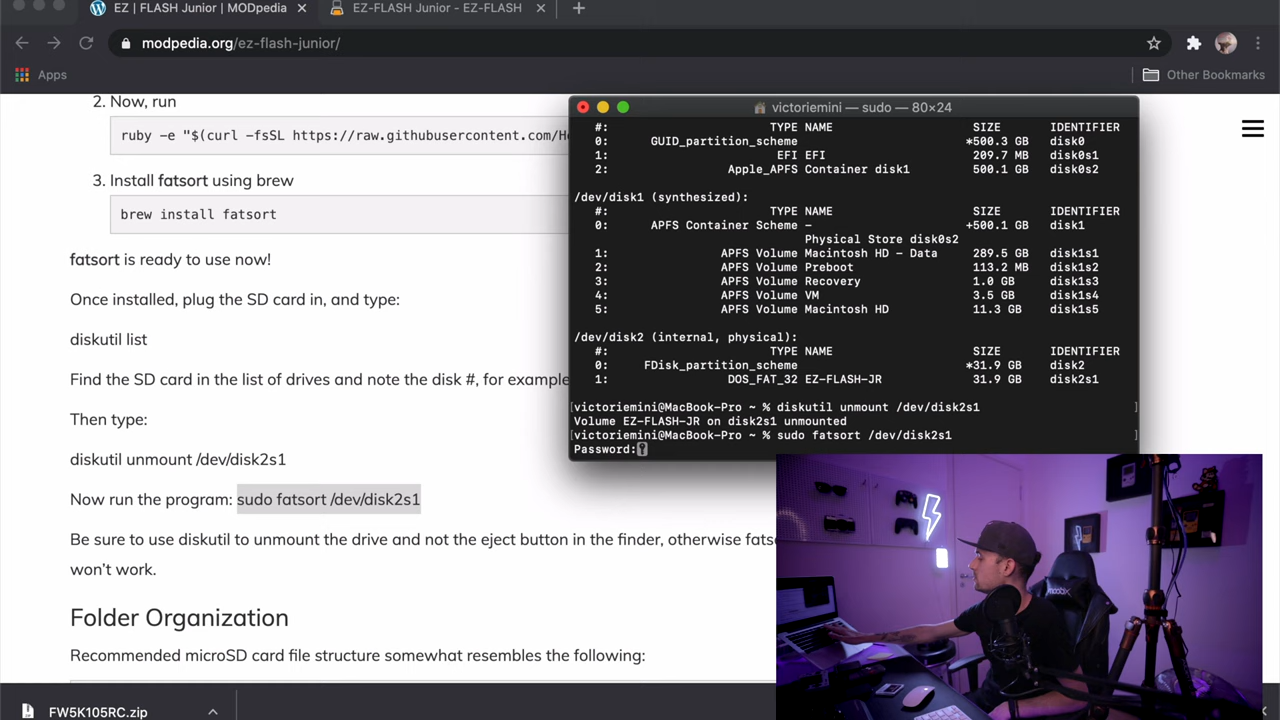 EZ | FLASH Junior | MODpedia
EZ-FLASH Junior - EZ-FLASH
modpedia.org/ez-flash-junior/
Apps
Other Bookmarks
2. Now, run
ruby -e "$(curl -fsSL https://raw.githubusercontent.com/H
3. Install fatsort using brew
brew install fatsort
fatsort is ready to use now!
Once installed, plug the SD card in, and type:
diskutil list
Find the SD card in the list of drives and note the disk #, for example
Then type:
diskutil unmount /dev/disk2s1
Now run the program: sudo fatsort /dev/disk2s1
Be sure to use diskutil to unmount the drive and not the eject button in the finder, otherwise fats
won't work.
Folder Organization
Recommended microSD card file structure somewhat resembles the following:
FW5K105RC.zip
victoriemini — sudo — 80×24
#: TYPE NAME SIZE IDENTIFIER
0: GUID_partition_scheme *500.3 GB disk0
1: EFI EFI 209.7 MB disk0s1
2: Apple_APFS Container disk1 500.1 GB disk0s2
/dev/disk1 (synthesized):
#: TYPE NAME SIZE IDENTIFIER
0: APFS Container Scheme - +500.1 GB disk1
Physical Store disk0s2
1: APFS Volume Macintosh HD - Data 289.5 GB disk1s1
2: APFS Volume Preboot 113.2 MB disk1s2
3: APFS Volume Recovery 1.0 GB disk1s3
4: APFS Volume VM 3.5 GB disk1s4
5: APFS Volume Macintosh HD 11.3 GB disk1s5
/dev/disk2 (internal, physical):
#: TYPE NAME SIZE IDENTIFIER
0: FDisk_partition_scheme *31.9 GB disk2
1: DOS_FAT_32 EZ-FLASH-JR 31.9 GB disk2s1
[victoriemini@MacBook-Pro ~ % diskutil unmount /dev/disk2s1 ]
Volume EZ-FLASH-JR on disk2s1 unmounted
[victoriemini@MacBook-Pro ~ % sudo fatsort /dev/disk2s1 ]
Password: